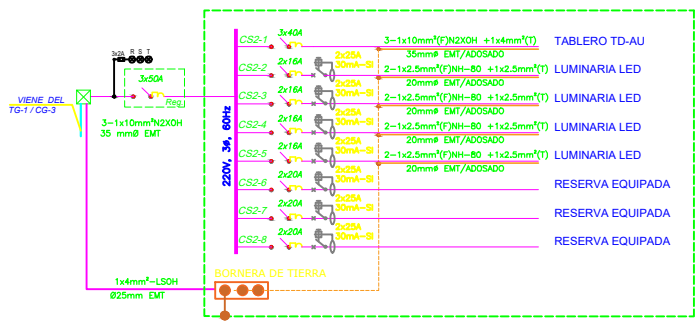 3x2A R S T
3x50A
Reg.
VIENE DEL
TG-1 / CG-3
3-1x10mm²N2XOH
35 mmØ EMT
220V, 3ø, 60Hz
CS2-1 3x40A 3-1x10mm²(F)N2XOH +1x4mm²(T) TABLERO TD-AU
35mmø EMT/ADOSADO
CS2-2 2x16A 2x25A 30mA-SI 2-1x2.5mm²(F)NH-80 +1x2.5mm²(T) LUMINARIA LED
20mmø EMT/ADOSADO
CS2-3 2x16A 2x25A 30mA-SI 2-1x2.5mm²(F)NH-80 +1x2.5mm²(T) LUMINARIA LED
20mmø EMT/ADOSADO
CS2-4 2x16A 2x25A 30mA-SI 2-1x2.5mm²(F)NH-80 +1x2.5mm²(T) LUMINARIA LED
20mmø EMT/ADOSADO
CS2-5 2x16A 2x25A 30mA-SI 2-1x2.5mm²(F)NH-80 +1x2.5mm²(T) LUMINARIA LED
20mmø EMT/ADOSADO
CS2-6 2x20A 2x25A 30mA-SI RESERVA EQUIPADA
CS2-7 2x20A 2x25A 30mA-SI RESERVA EQUIPADA
CS2-8 2x20A 2x25A 30mA-SI RESERVA EQUIPADA
BORNERA DE TIERRA
1x4mm²-LSOH
Ø25mm EMT